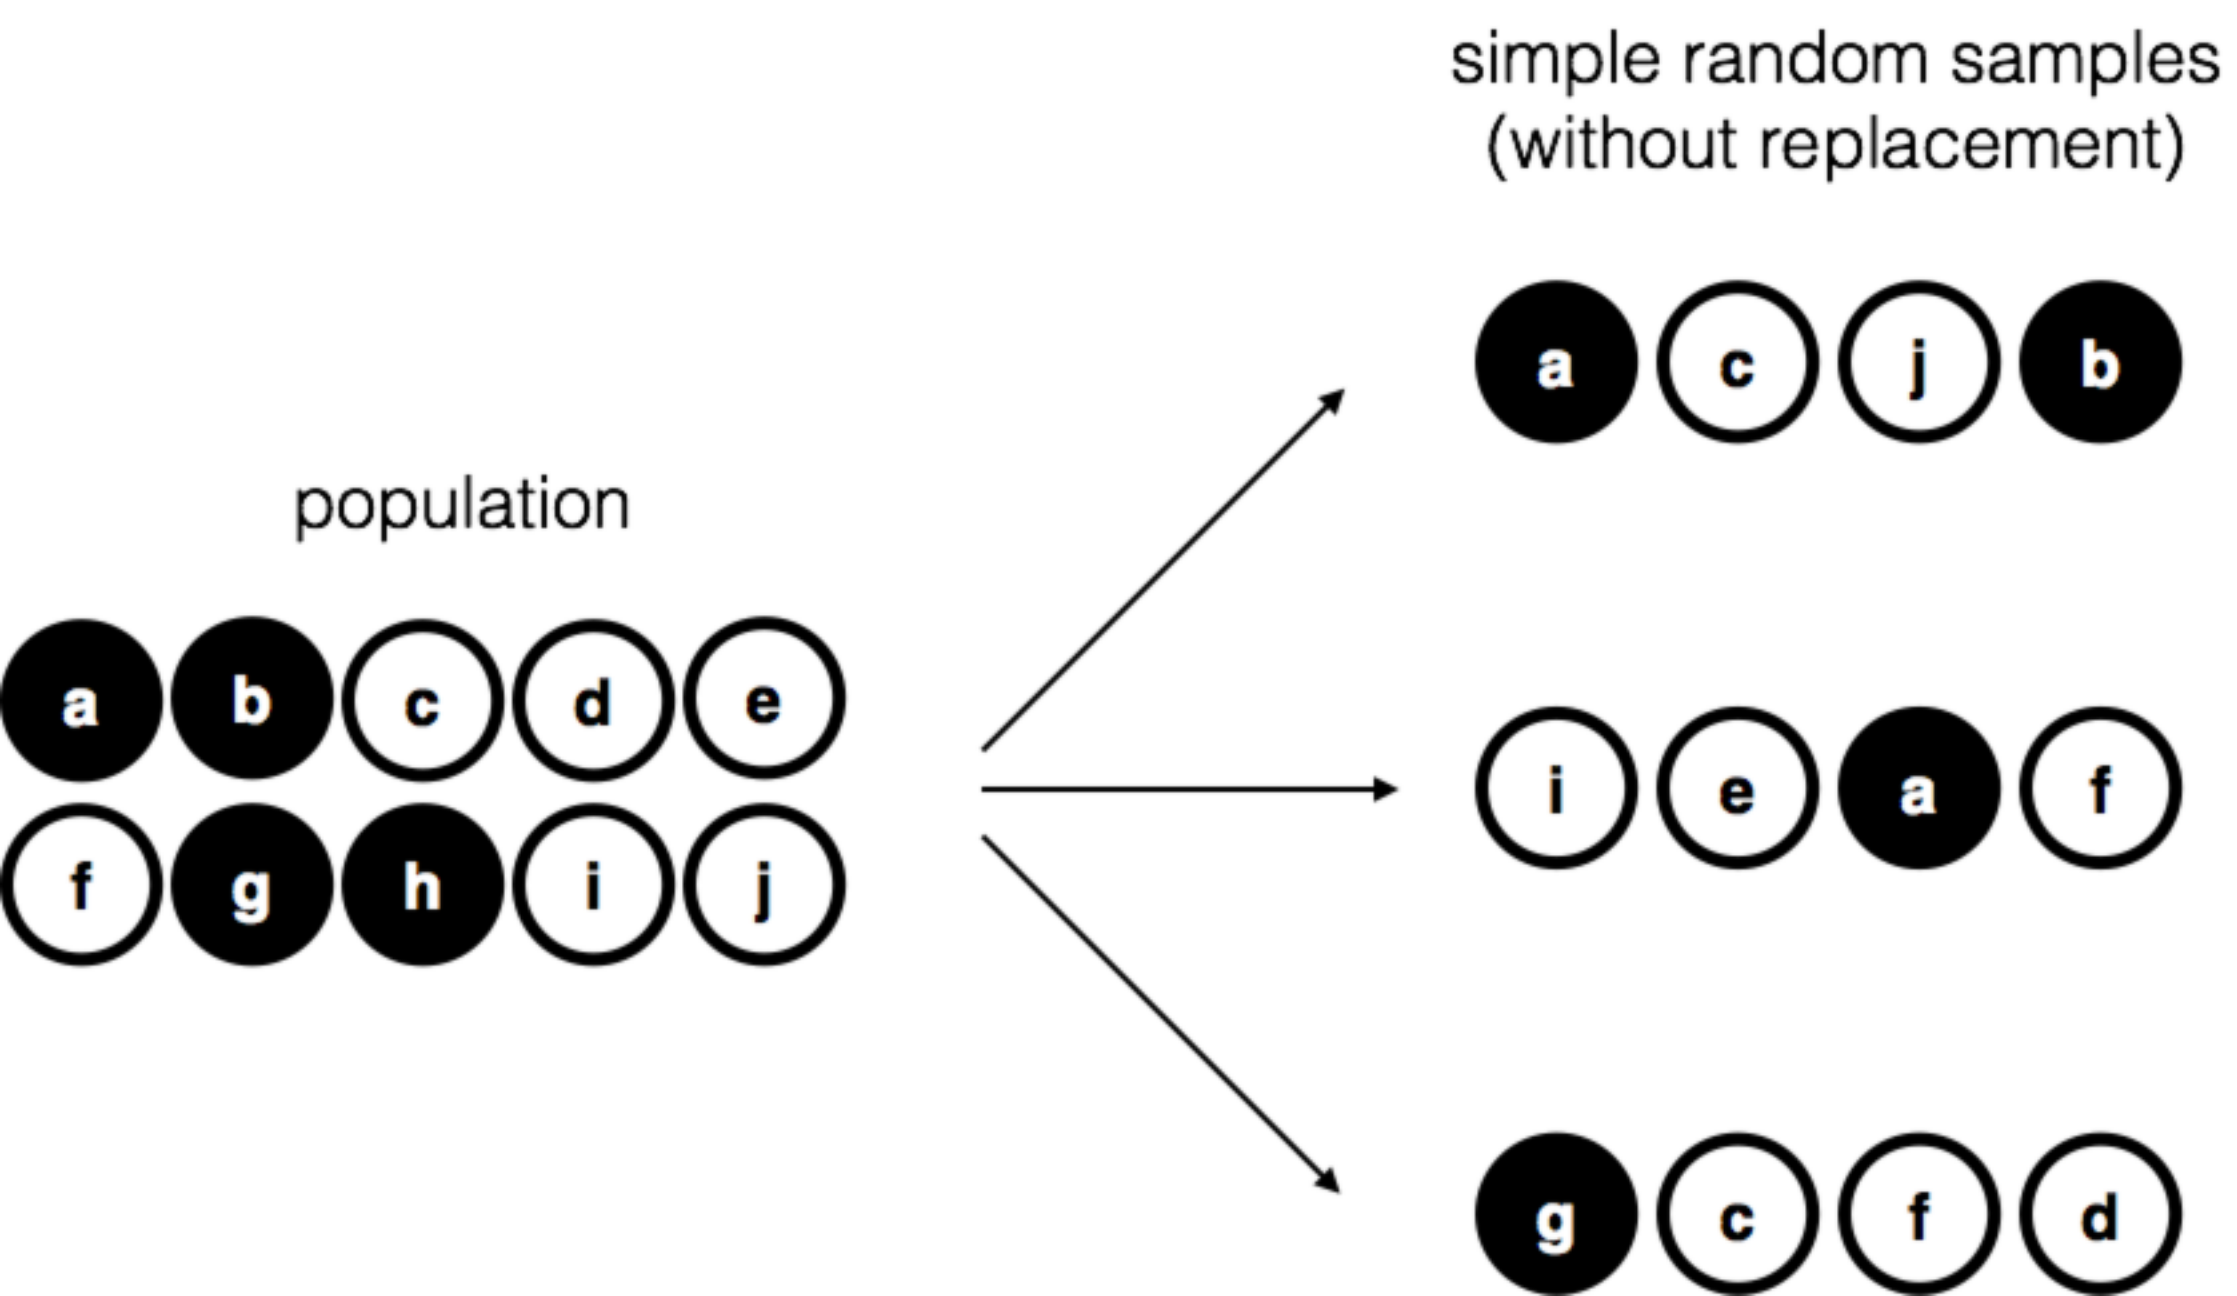 simple random samples
(without replacement)
a c j b
population
a b c d e
i e a f
f g h i j
g c f d